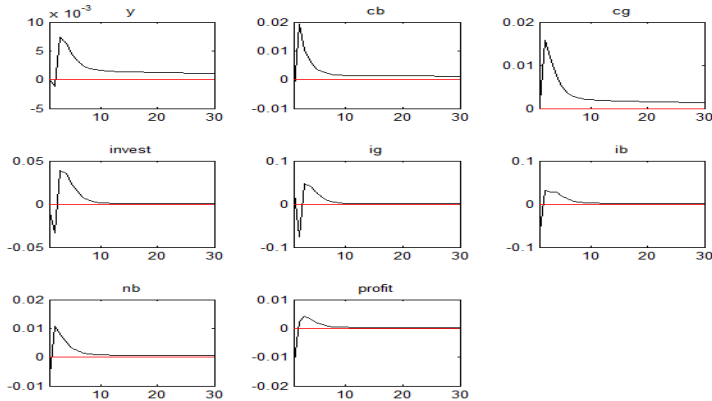 x 10⁻³ y cb cg
10 0.02 0.02
5 0.01 0.01
0 0 0
-5 -0.01
10 20 30 10 20 30 10 20 30
invest ig ib
0.05 0.1 0.1
0 0 0
-0.05 -0.1 -0.1
10 20 30 10 20 30 10 20 30
nb profit
0.02 0.01
0.01 0
0 -0.01
-0.01 -0.02
10 20 30 10 20 30